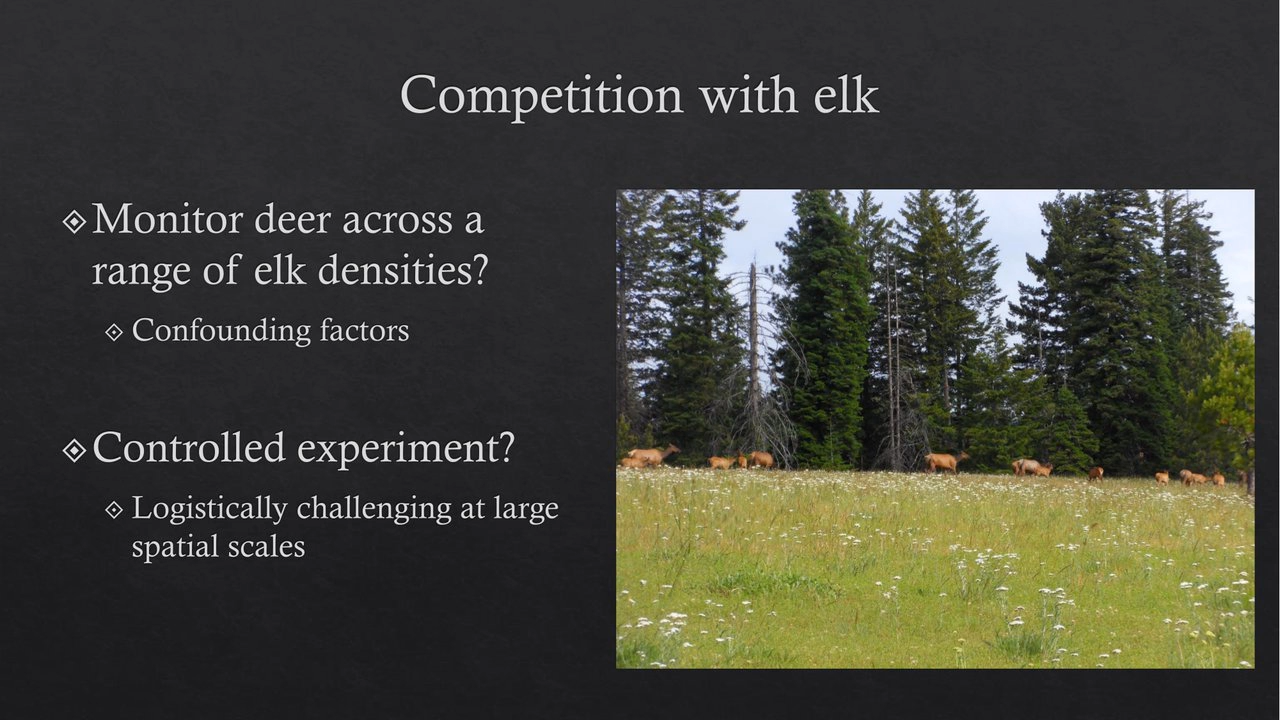 Competition with elk
Monitor deer across a
range of elk densities?
Confounding factors
Controlled experiment?
Logistically challenging at large
spatial scales